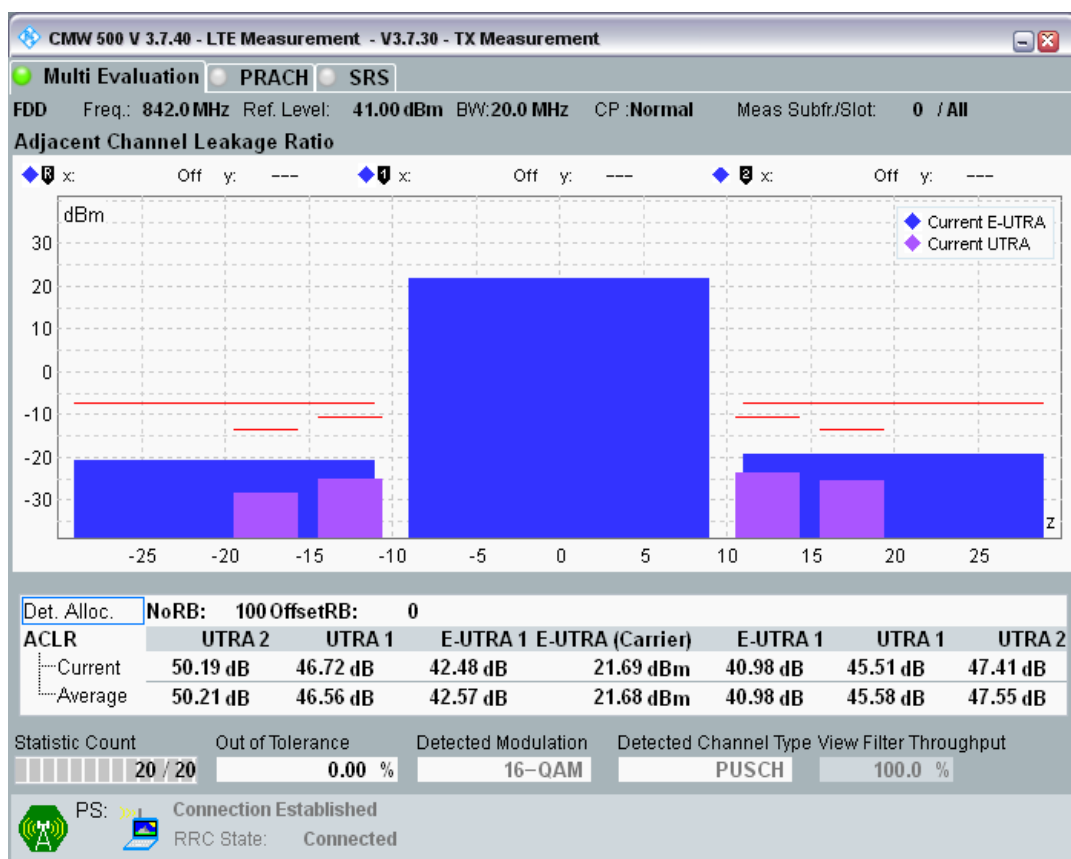 CMW 500 V 3.7.40 - LTE Measurement - V3.7.30 - TX Measurement
Multi Evaluation PRACH SRS
FDD Freq.: 842.0 MHz Ref. Level: 41.00 dBm BW:20.0 MHz CP :Normal Meas Subfr./Slot: 0 / All
Adjacent Channel Leakage Ratio
R x: Off y: --- 1 x: Off y: --- 2 x: Off y: ---
dBm
Current E-UTRA
Current UTRA
30
20
10
0
-10
-20
-30
z
-25 -20 -15 -10 -5 0 5 10 15 20 25
Det. Alloc. NoRB: 100 OffsetRB: 0
ACLR UTRA 2 UTRA 1 E-UTRA 1 E-UTRA (Carrier) E-UTRA 1 UTRA 1 UTRA 2
Current 50.19 dB 46.72 dB 42.48 dB 21.69 dBm 40.98 dB 45.51 dB 47.41 dB
Average 50.21 dB 46.56 dB 42.57 dB 21.68 dBm 40.98 dB 45.58 dB 47.55 dB
Statistic Count Out of Tolerance Detected Modulation Detected Channel Type View Filter Throughput
20 / 20 0.00 % 16-QAM PUSCH 100.0 %
PS: Connection Established
RRC State: Connected